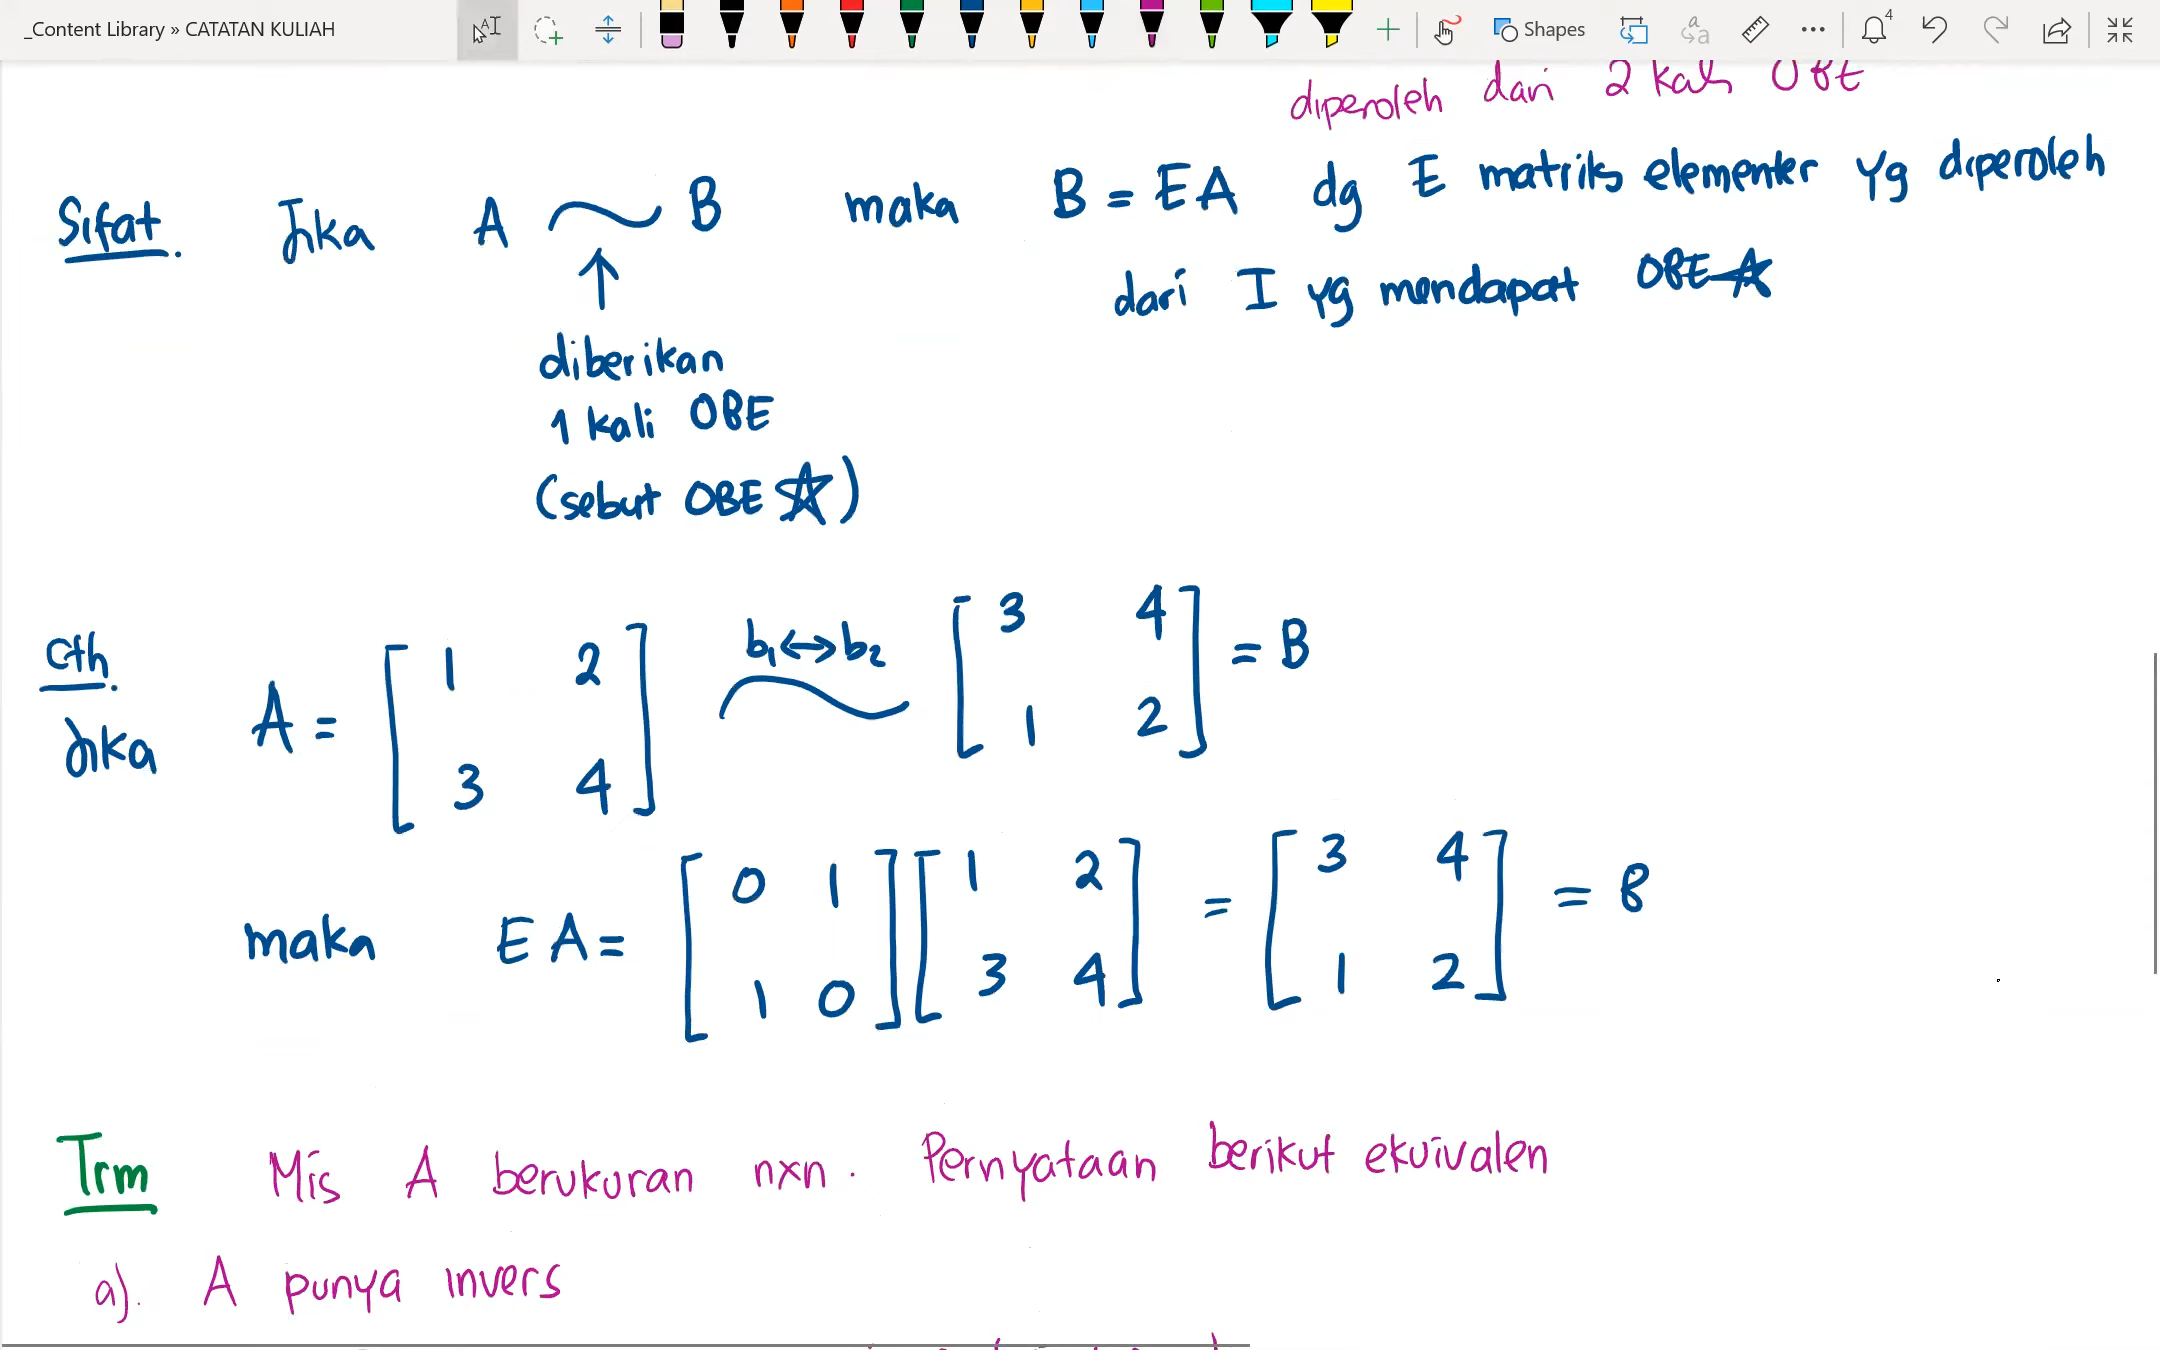 _Content Library » CATATAN KULIAH
Shapes
4
diperoleh dari 2 kali OBE
Sifat. Jika A ~ B maka B = EA dg E matriks elementer yg diperoleh
dari I yg mendapat OBE ☆
↑
diberikan
1 kali OBE
(sebut OBE ☆)
Cth.
Jika A = [1 2; 3 4] b₁↔b₂ ~ [3 4; 1 2] = B
maka EA = [0 1; 1 0] [1 2; 3 4] = [3 4; 1 2] = B
Trm Mis A berukuran nxn. Pernyataan berikut ekuivalen
a). A punya invers